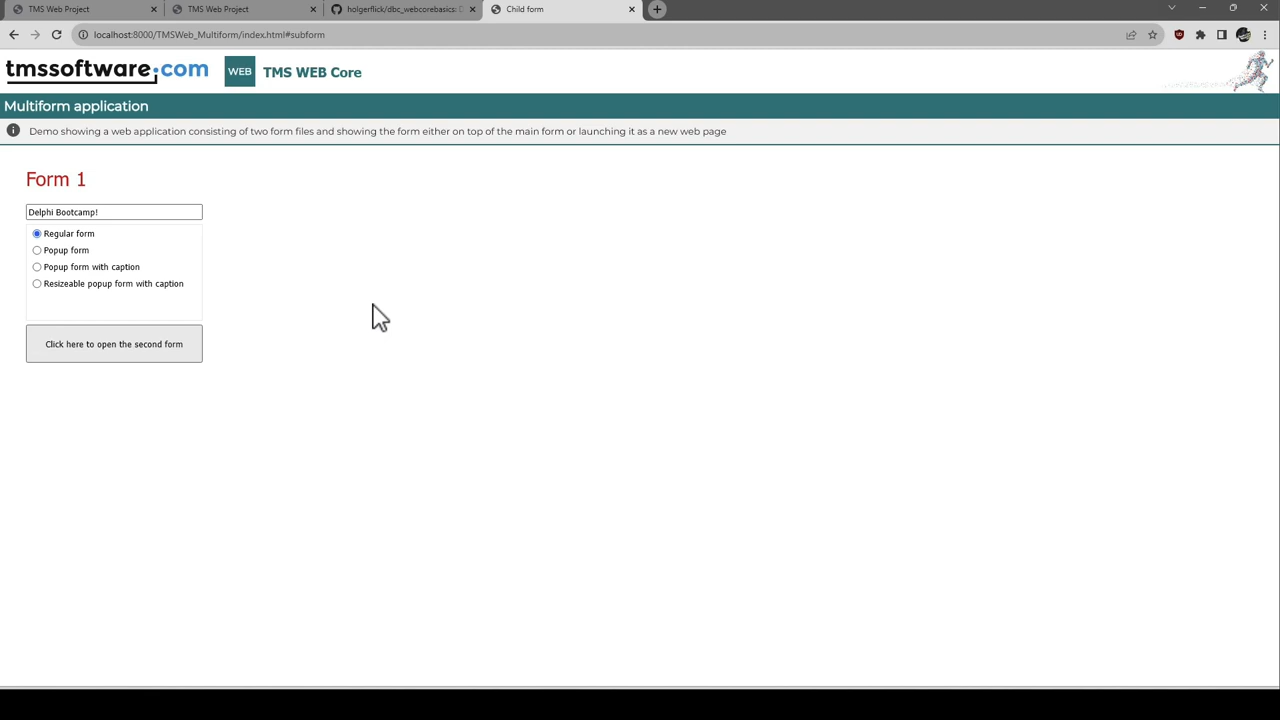 TMS Web Project
TMS Web Project
holgerflick/dbc_webcorebasics: D
Child form
localhost:8000/TMSWeb_Multiform/index.html#subform
tmssoftware.com
WEB
TMS WEB Core
Multiform application
Demo showing a web application consisting of two form files and showing the form either on top of the main form or launching it as a new web page
Form 1
Delphi Bootcamp!
Regular form
Popup form
Popup form with caption
Resizeable popup form with caption
Click here to open the second form